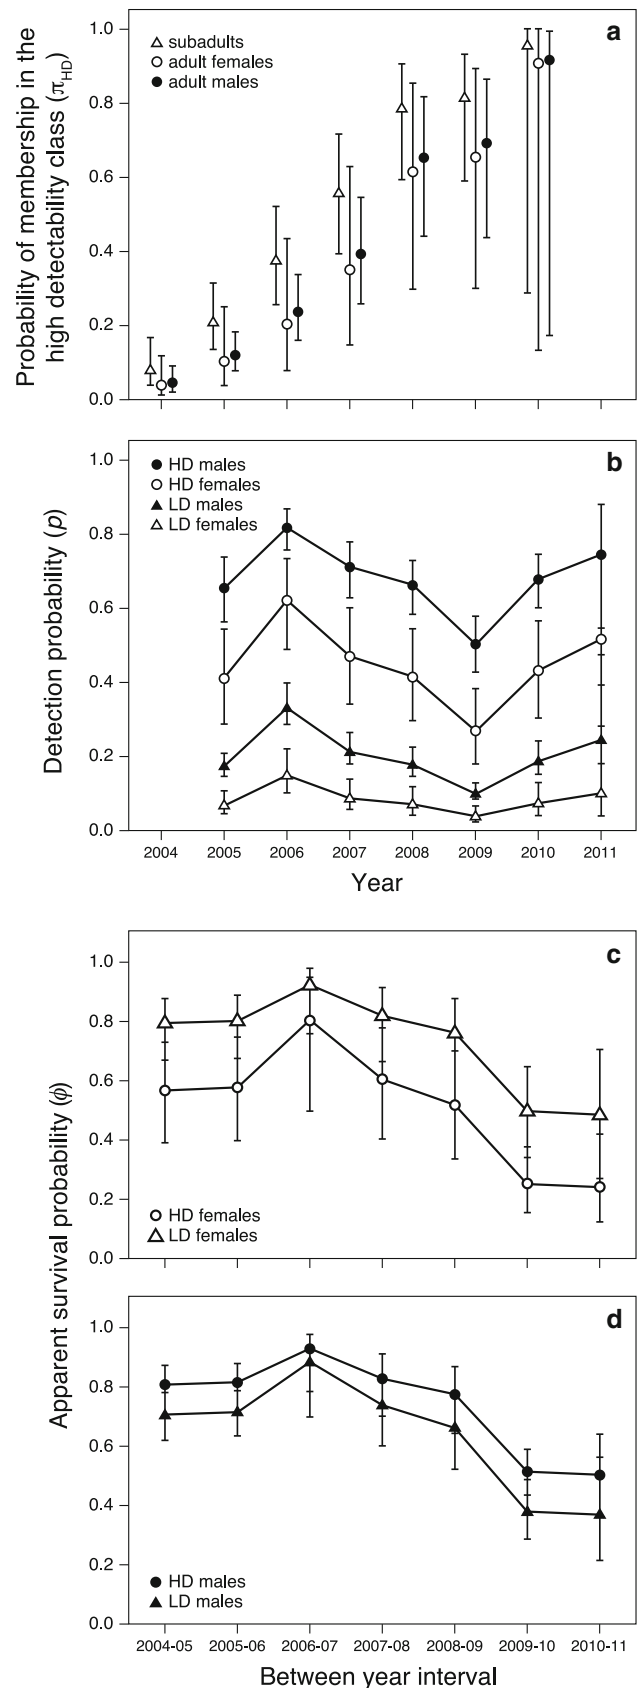 Probability of membership in the
high detectability class (πHD)
1.0
0.8
0.6
0.4
0.2
0.0
a
subadults
adult females
adult males
Detection probability (p)
1.0
0.8
0.6
0.4
0.2
0.0
b
HD males
HD females
LD males
LD females
2004 2005 2006 2007 2008 2009 2010 2011
Year
Apparent survival probability (ϕ)
1.0
0.8
0.6
0.4
0.2
0.0
c
HD females
LD females
1.0
0.8
0.6
0.4
0.2
0.0
d
HD males
LD males
2004-05 2005-06 2006-07 2007-08 2008-09 2009-10 2010-11
Between year interval